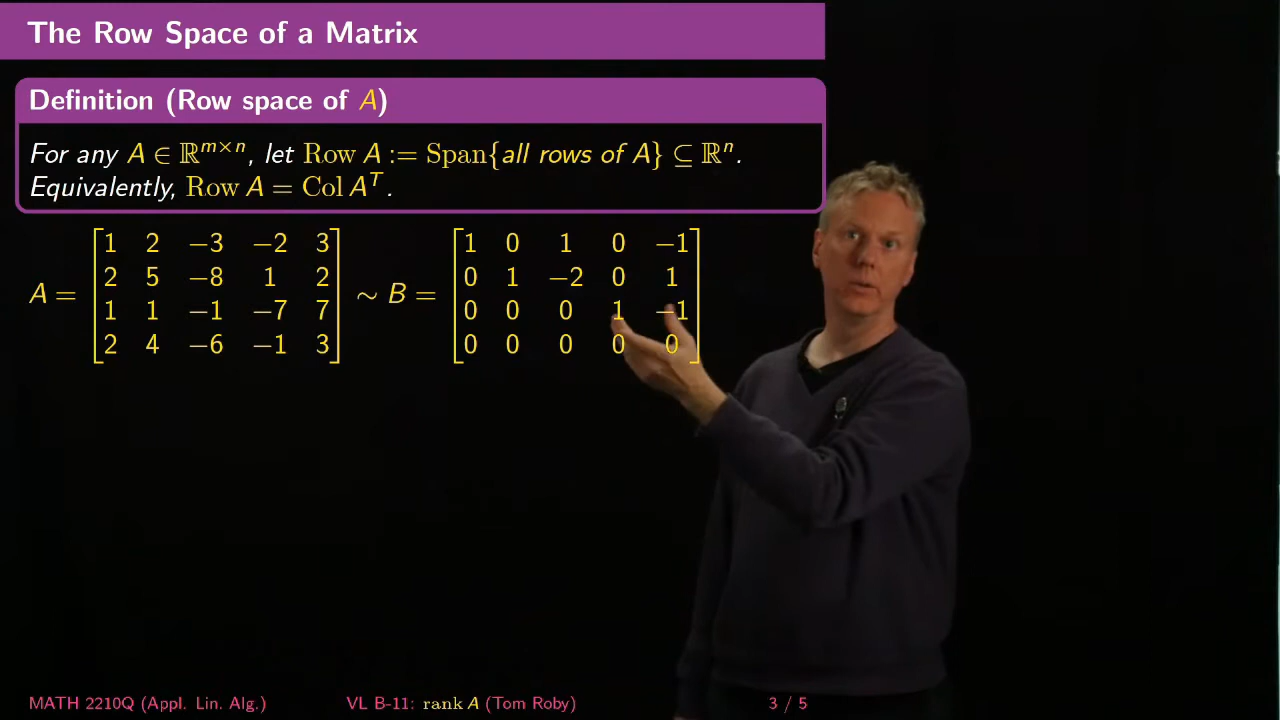 The Row Space of a Matrix
Definition (Row space of A)
For any A ∈ ℝ^{m×n}, let Row A := Span{all rows of A} ⊆ ℝⁿ.
Equivalently, Row A = Col Aᵀ.
A = [1 2 −3 −2 3; 2 5 −8 1 2; 1 1 −1 −7 7; 2 4 −6 −1 3] ∼ B = [1 0 1 0 −1; 0 1 −2 0 1; 0 0 0 1 −1; 0 0 0 0 0]
MATH 2210Q (Appl. Lin. Alg.) VL B-11: rank A (Tom Roby) 3 / 5